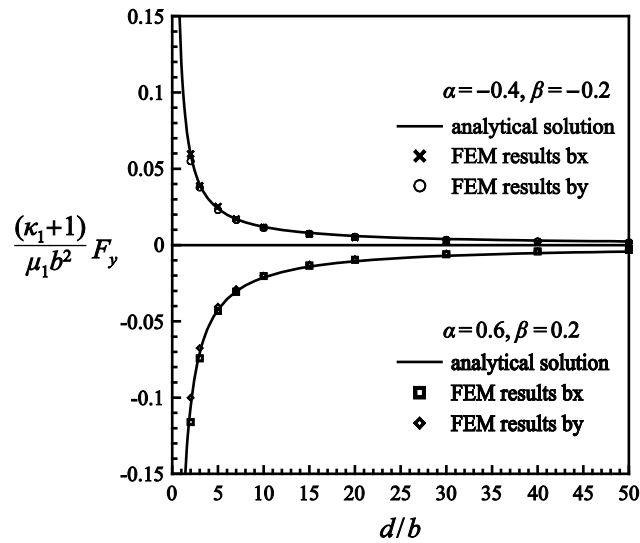 0.15
0.1
0.05
0
-0.05
-0.1
-0.15
(κ₁+1)
μ₁b²
F_y
α=−0.4, β=−0.2
analytical solution
FEM results bx
FEM results by
α=0.6, β=0.2
analytical solution
FEM results bx
FEM results by
0 5 10 15 20 25 30 35 40 45 50
d/b